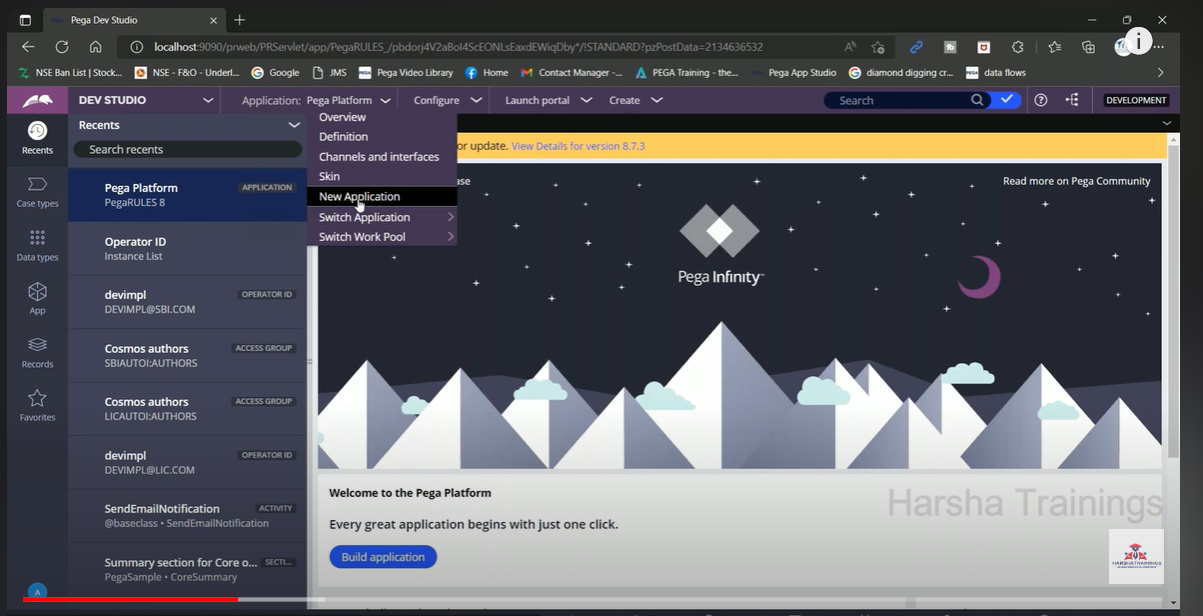 Pega Dev Studio
localhost:9090/prweb/PRServlet/app/PegaRULES_/pbdorj4V2aBol4ScEONLsEaxdEWiqDby*/!STANDARD?pzPostData=2134636532
NSE Ban List | Stock...
NSE - F&O - Underl...
Google
JMS
Pega Video Library
Home
Contact Manager -...
PEGA Training - the...
Pega App Studio
diamond digging cr...
data flows
DEV STUDIO
Application: Pega Platform
Configure
Launch portal
Create
Search
DEVELOPMENT
Recents
Case types
Data types
App
Records
Favorites
A
Recents
Search recents
Pega Platform APPLICATION
PegaRULES 8
Operator ID
Instance List
devimpl OPERATOR ID
DEVIMPL@SBI.COM
Cosmos authors ACCESS GROUP
SBIAUTOI:AUTHORS
Cosmos authors ACCESS GROUP
LICAUTOI:AUTHORS
devimpl OPERATOR ID
DEVIMPL@LIC.COM
SendEmailNotification ACTIVITY
@baseclass • SendEmailNotification
Summary section for Core o... SECTI...
PegaSample • CoreSummary
Overview
Definition
Channels and interfaces
Skin
New Application
Switch Application
Switch Work Pool
or update. View Details for version 8.7.3
Read more on Pega Community
Pega Infinity™
Welcome to the Pega Platform
Every great application begins with just one click.
Build application
Harsha Trainings
HARSHA TRAININGS